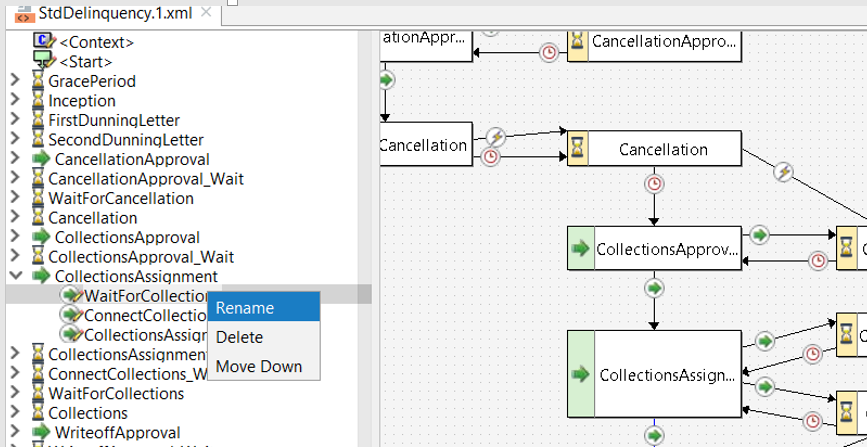 StdDelinquency.1.xml
<Context>
<Start>
GracePeriod
Inception
FirstDunningLetter
SecondDunningLetter
CancellationApproval
CancellationApproval_Wait
WaitForCancellation
Cancellation
CollectionsApproval
CollectionsApproval_Wait
CollectionsAssignment
WaitForCollection
ConnectCollectio
CollectionsAssign
CollectionsAssignment
ConnectCollections_W
WaitForCollections
Collections
WriteoffApproval
Rename
Delete
Move Down
ationAppr...
CancellationAppro...
Cancellation
Cancellation
CollectionsApprov...
CollectionsAssign...